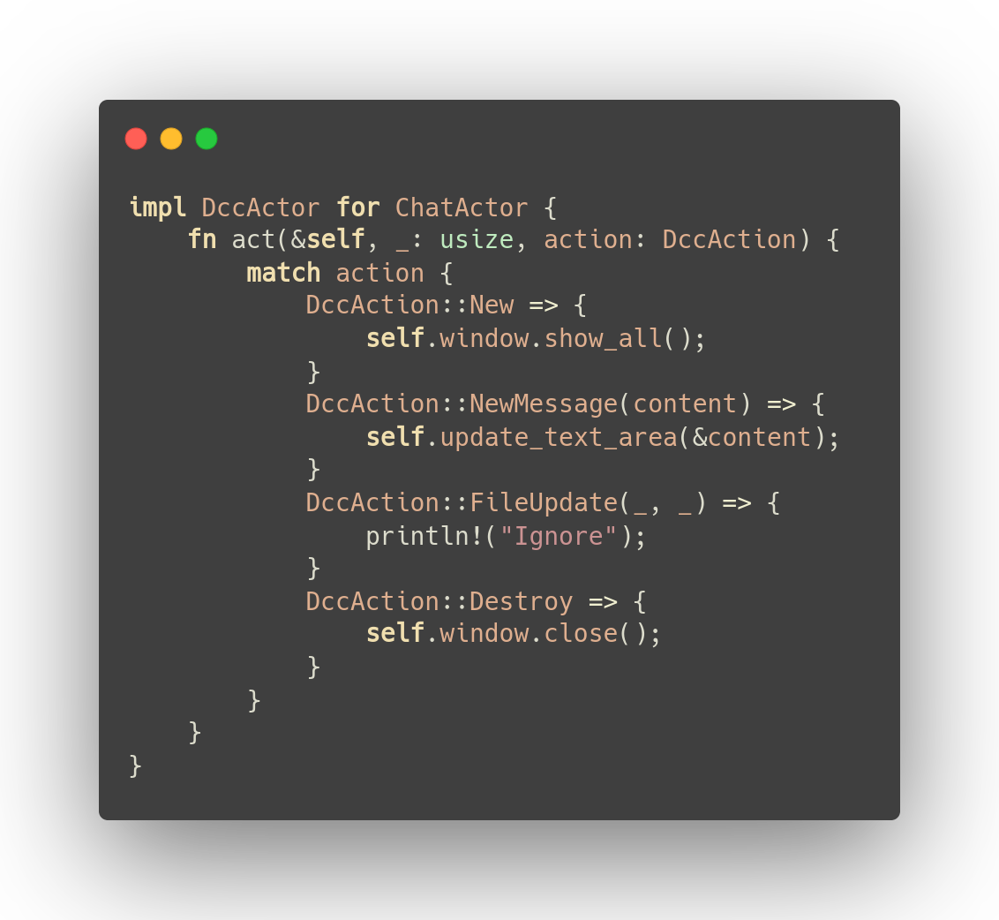 impl DccActor for ChatActor {
    fn act(&self, _: usize, action: DccAction) {
        match action {
            DccAction::New => {
                self.window.show_all();
            }
            DccAction::NewMessage(content) => {
                self.update_text_area(&content);
            }
            DccAction::FileUpdate(_, _) => {
                println!("Ignore");
            }
            DccAction::Destroy => {
                self.window.close();
            }
        }
    }
}